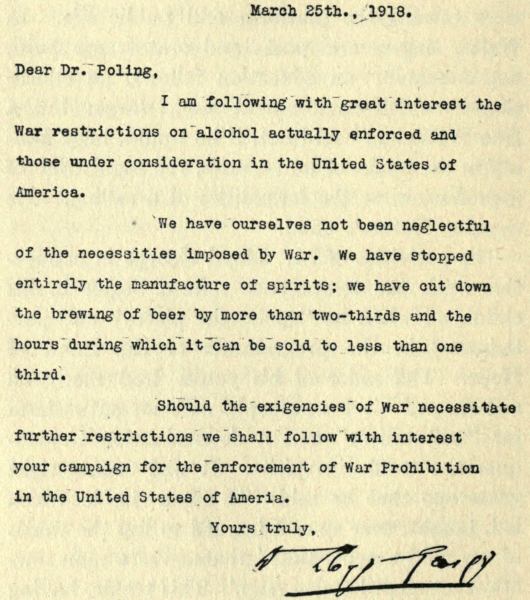 March 25th., 1918.
Dear Dr. Poling,
I am following with great interest the
War restrictions on alcohol actually enforced and
those under consideration in the United States of
America.
We have ourselves not been neglectful
of the necessities imposed by War. We have stopped
entirely the manufacture of spirits; we have cut down
the brewing of beer by more than two-thirds and the
hours during which it can be sold to less than one
third.
Should the exigencies of War necessitate
further restrictions we shall follow with interest
your campaign for the enforcement of War Prohibition
in the United States of Ameria.
Yours truly,
D Lloyd George